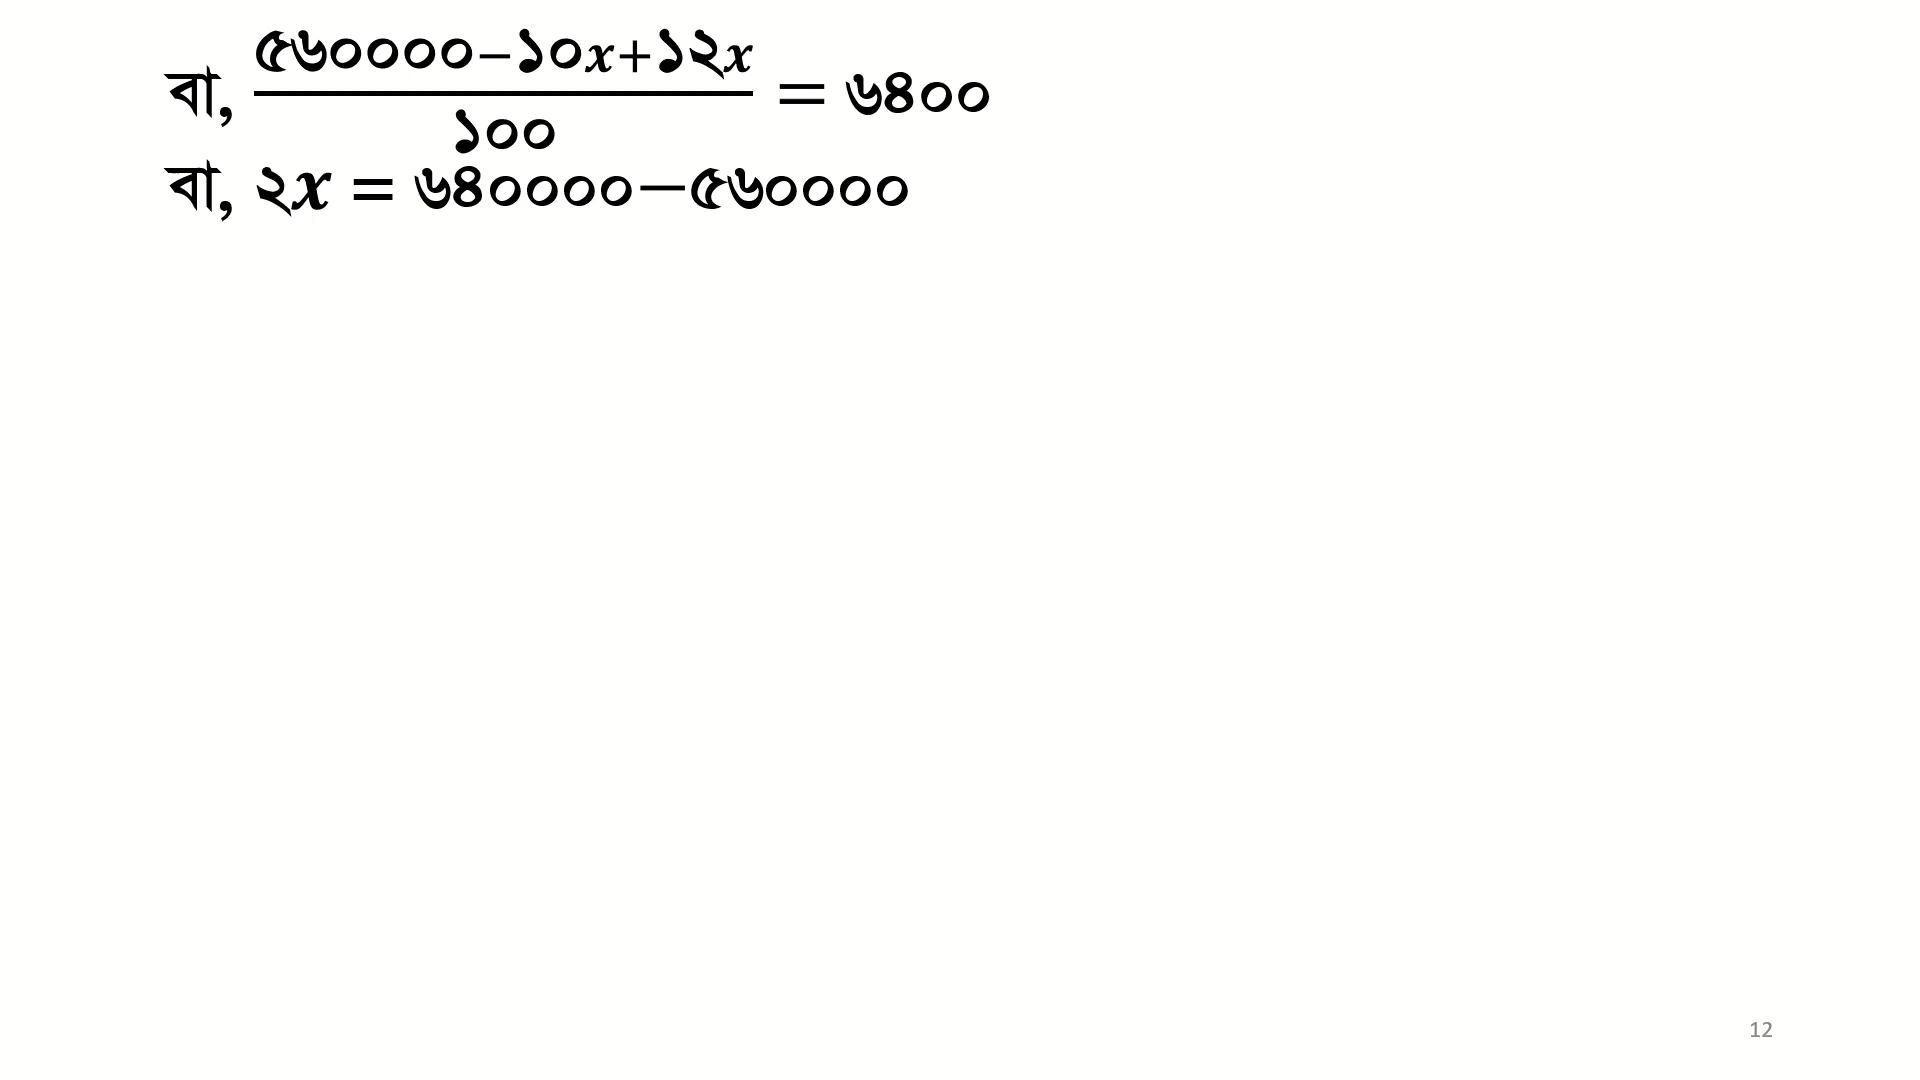 বা, (৫৬০০০০−১০x+১২x)/১০০ = ৬৪০০
বা, ২x = ৬৪০০০০−৫৬০০০০
12